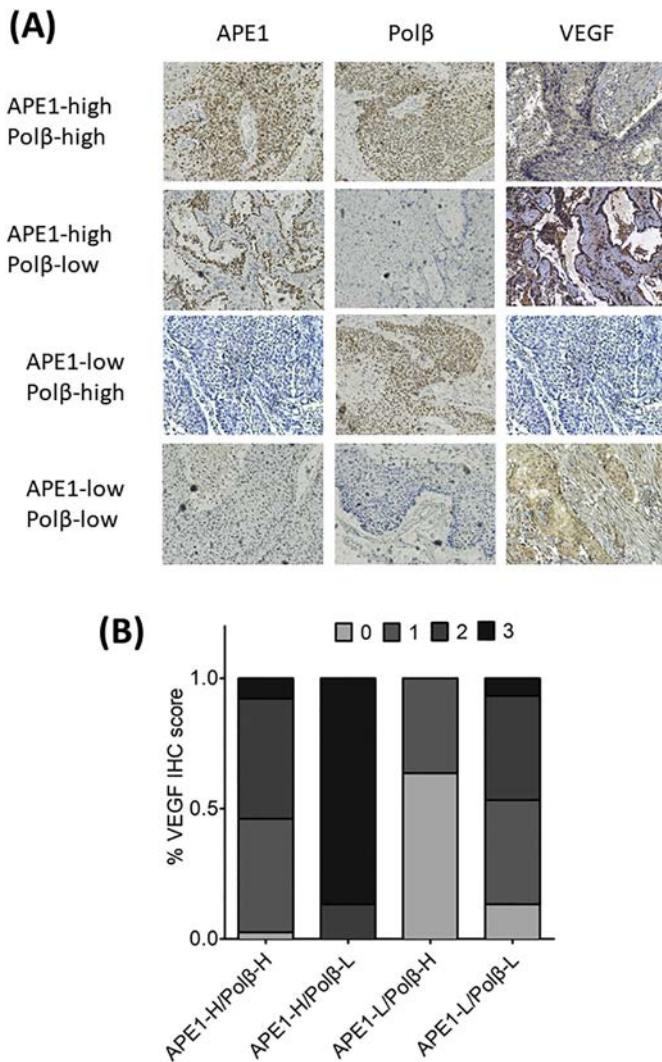 (A)
APE1 Polβ VEGF
APE1-high
Polβ-high
APE1-high
Polβ-low
APE1-low
Polβ-high
APE1-low
Polβ-low
(B)
0 1 2 3
1.0
0.5
0.0
% VEGF IHC score
APE1-H/Polβ-H
APE1-H/Polβ-L
APE1-L/Polβ-H
APE1-L/Polβ-L